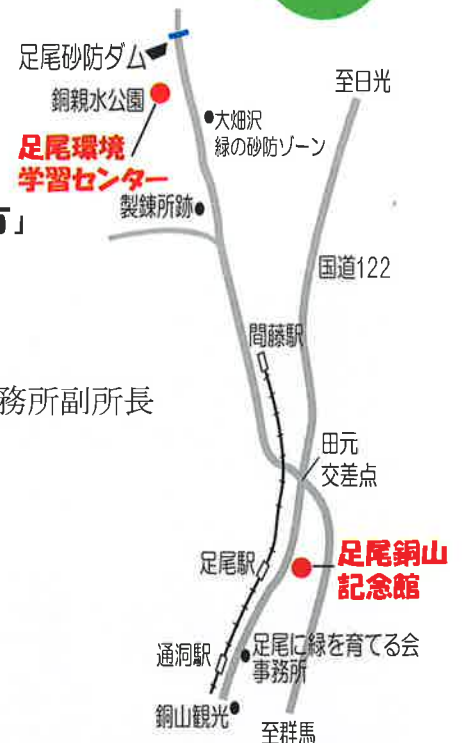 足尾砂防ダム
銅親水公園
至日光
大畑沢
緑の砂防ゾーン
足尾環境
学習センター
製錬所跡
」
国道122
間藤駅
務所副所長
田元
交差点
足尾駅
足尾銅山
記念館
通洞駅
足尾に緑を育てる会
事務所
銅山観光
至群馬